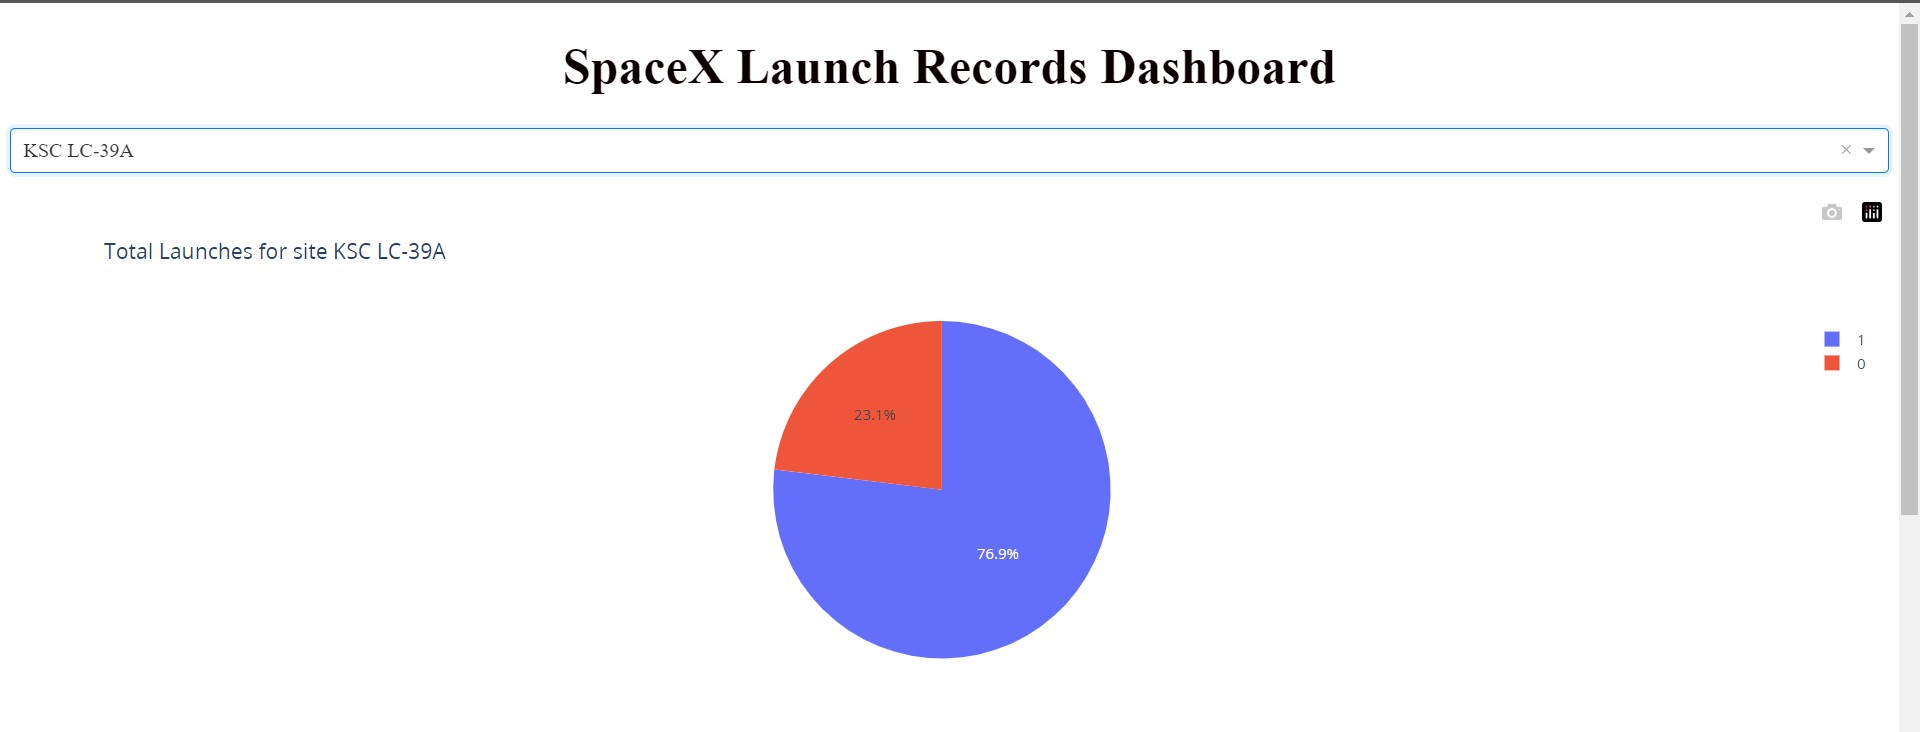 SpaceX Launch Records Dashboard
KSC LC-39A
Total Launches for site KSC LC-39A
1
0
23.1%
76.9%